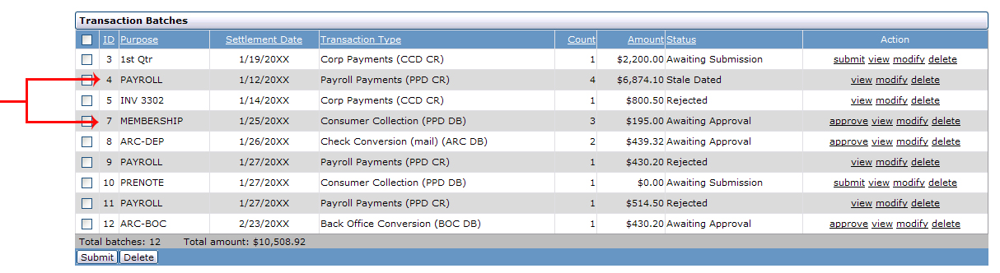 Transaction Batches
ID Purpose Settlement Date Transaction Type Count Amount Status Action
3 1st Qtr 1/19/20XX Corp Payments (CCD CR) 1 $2,200.00 Awaiting Submission submit view modify delete
4 PAYROLL 1/12/20XX Payroll Payments (PPD CR) 4 $6,874.10 Stale Dated view modify delete
5 INV 3302 1/14/20XX Corp Payments (CCD CR) 1 $800.50 Rejected view modify delete
7 MEMBERSHIP 1/25/20XX Consumer Collection (PPD DB) 3 $195.00 Awaiting Approval approve view modify delete
8 ARC-DEP 1/26/20XX Check Conversion (mail) (ARC DB) 2 $439.32 Awaiting Approval approve view modify delete
9 PAYROLL 1/27/20XX Payroll Payments (PPD CR) 1 $430.20 Rejected view modify delete
10 PRENOTE 1/27/20XX Consumer Collection (PPD DB) 1 $0.00 Awaiting Submission submit view modify delete
11 PAYROLL 1/27/20XX Payroll Payments (PPD CR) 1 $514.50 Rejected view modify delete
12 ARC-BOC 2/23/20XX Back Office Conversion (BOC DB) 1 $430.20 Awaiting Approval approve view modify delete
Total batches: 12 Total amount: $10,508.92
Submit Delete